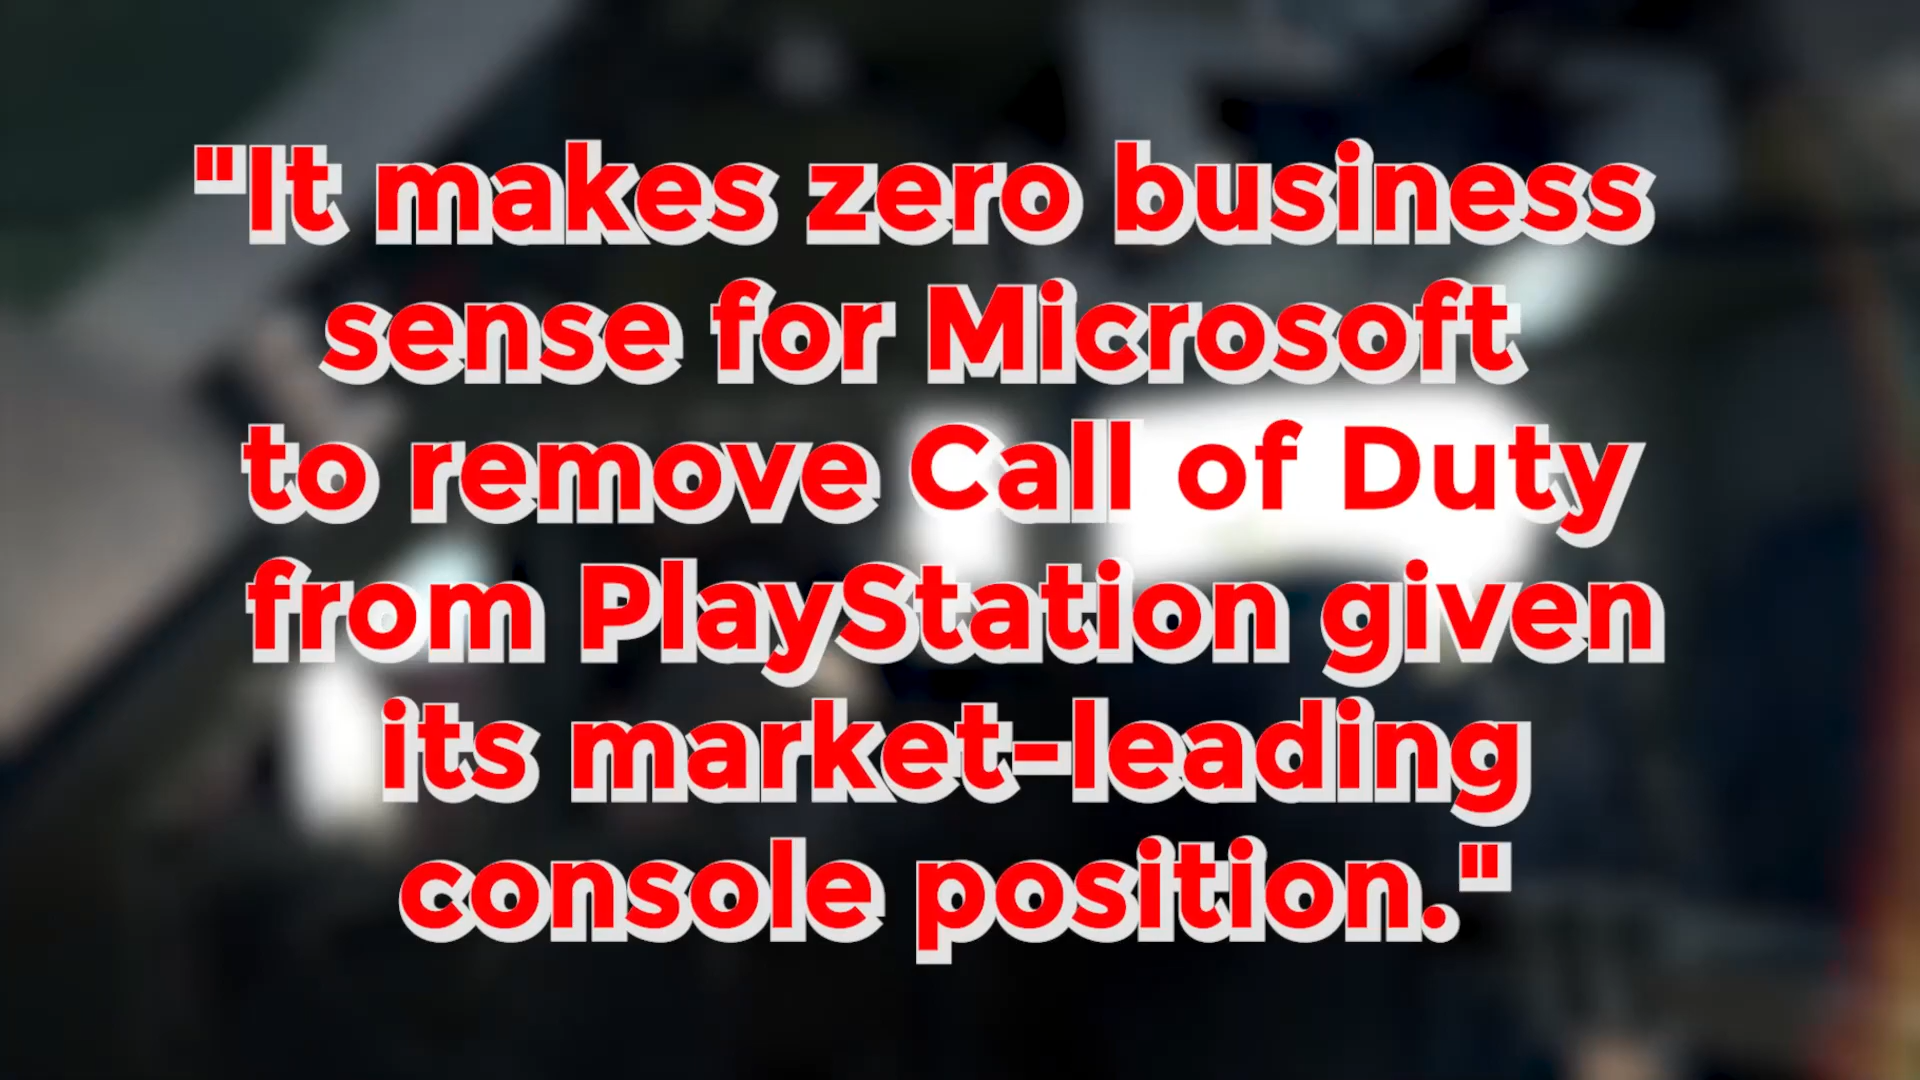 "It makes zero business
sense for Microsoft
to remove Call of Duty
from PlayStation given
its market-leading
console position."